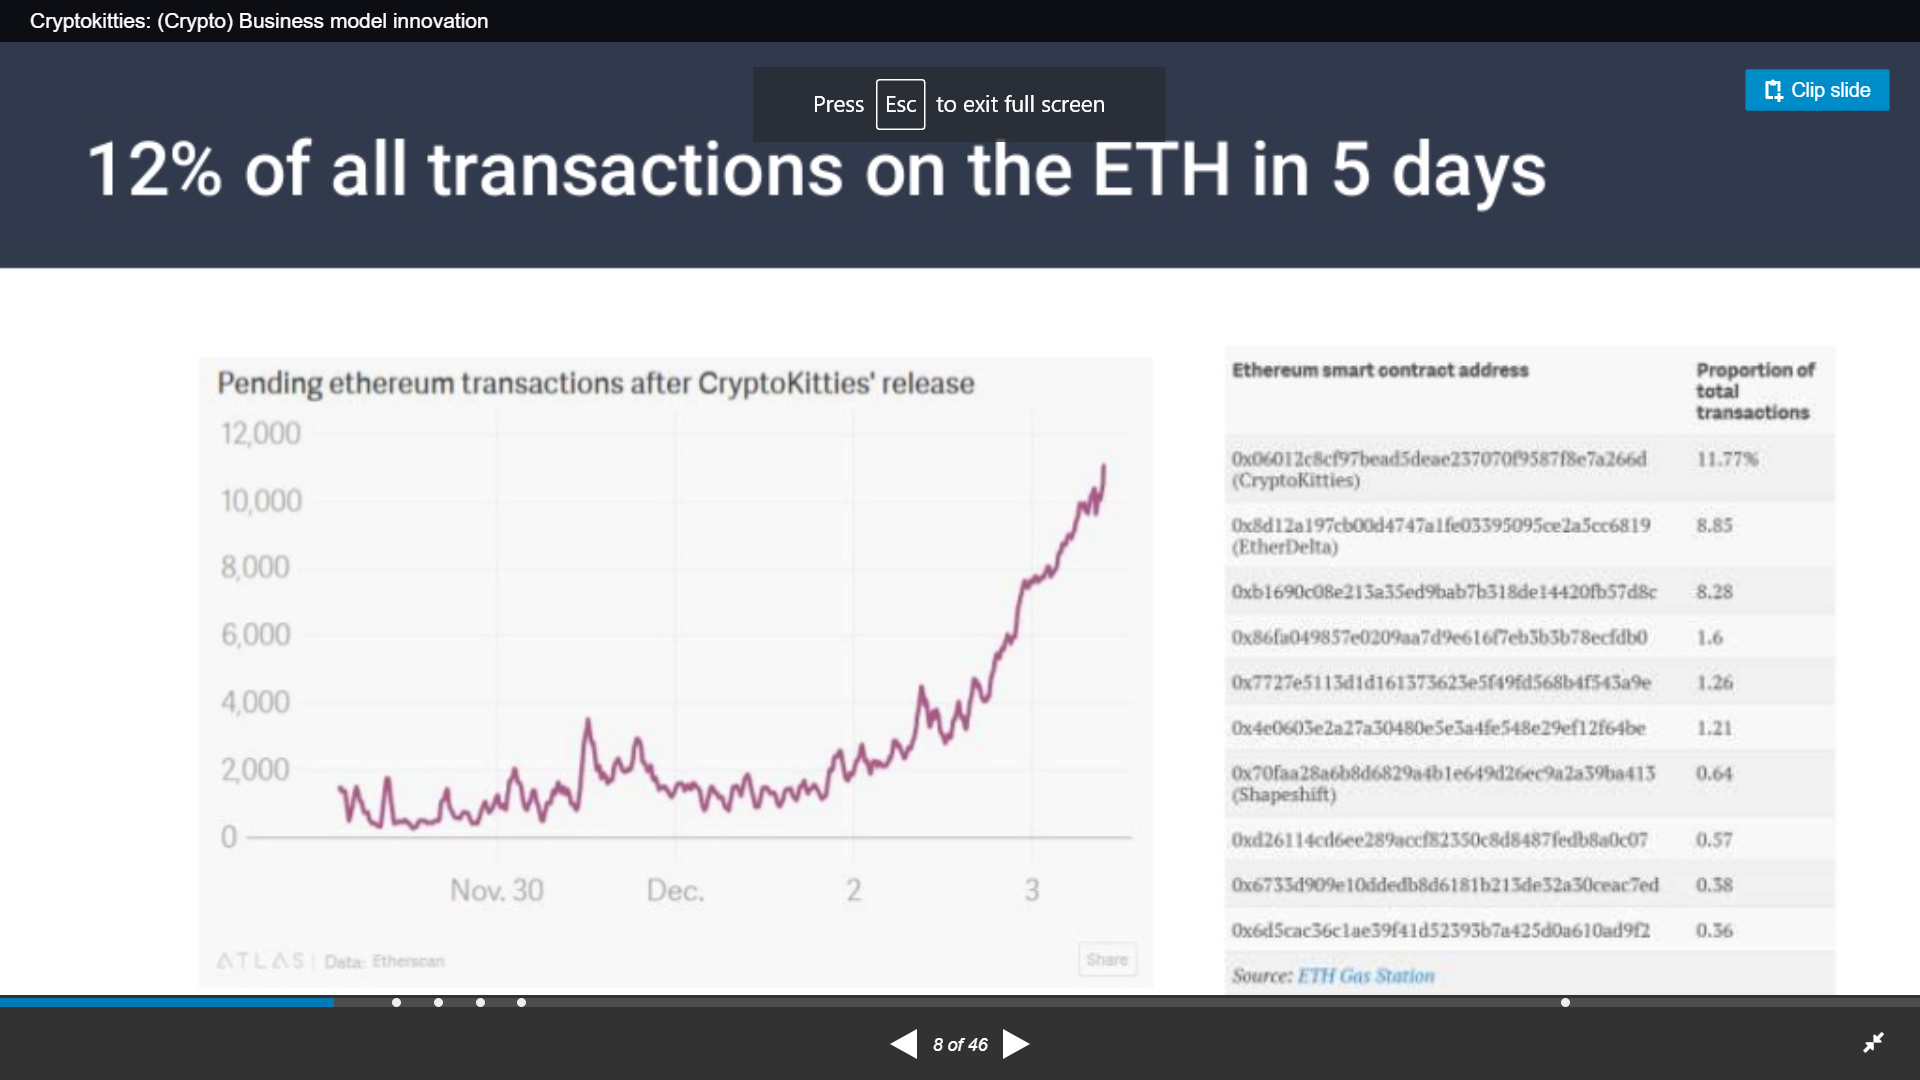 Cryptokitties: (Crypto) Business model innovation
Press Esc to exit full screen
Clip slide
12% of all transactions on the ETH in 5 days
Pending ethereum transactions after CryptoKitties' release
12,000
10,000
8,000
6,000
4,000
2,000
0
Nov. 30 Dec. 2 3
ATLAS | Data: Etherscan
Share
Ethereum smart contract address Proportion of
total
transactions
0x06012c8cf97bead5deae237070f9587f8e7a266d 11.77%
(CryptoKitties)
0x8d12a197cb00d4747a1fe03395095ce2a5cc6819 8.85
(EtherDelta)
0xb1690c08e213a35ed9bab7b318de14420fb57d8c 8.28
0x86fa049857e0209aa7d9e616f7eb3b3b78ecfdb0 1.6
0x7727e5113d1d161373623e5f49fd568b4f543a9e 1.26
0x4e0603e2a27a30480e5e3a4fe548e29ef12f64be 1.21
0x70faa28a6b8d6829a4b1e649d26ec9a2a39ba413 0.64
(Shapeshift)
0xd26114cd6ee289accf82350c8d8487fedb8a0c07 0.57
0x6733d909e10ddedb8d6181b213de32a30ceac7ed 0.38
0x6d5cac36c1ae39f41d52393b7a425d0a610ad9f2 0.36
Source: ETH Gas Station
8 of 46